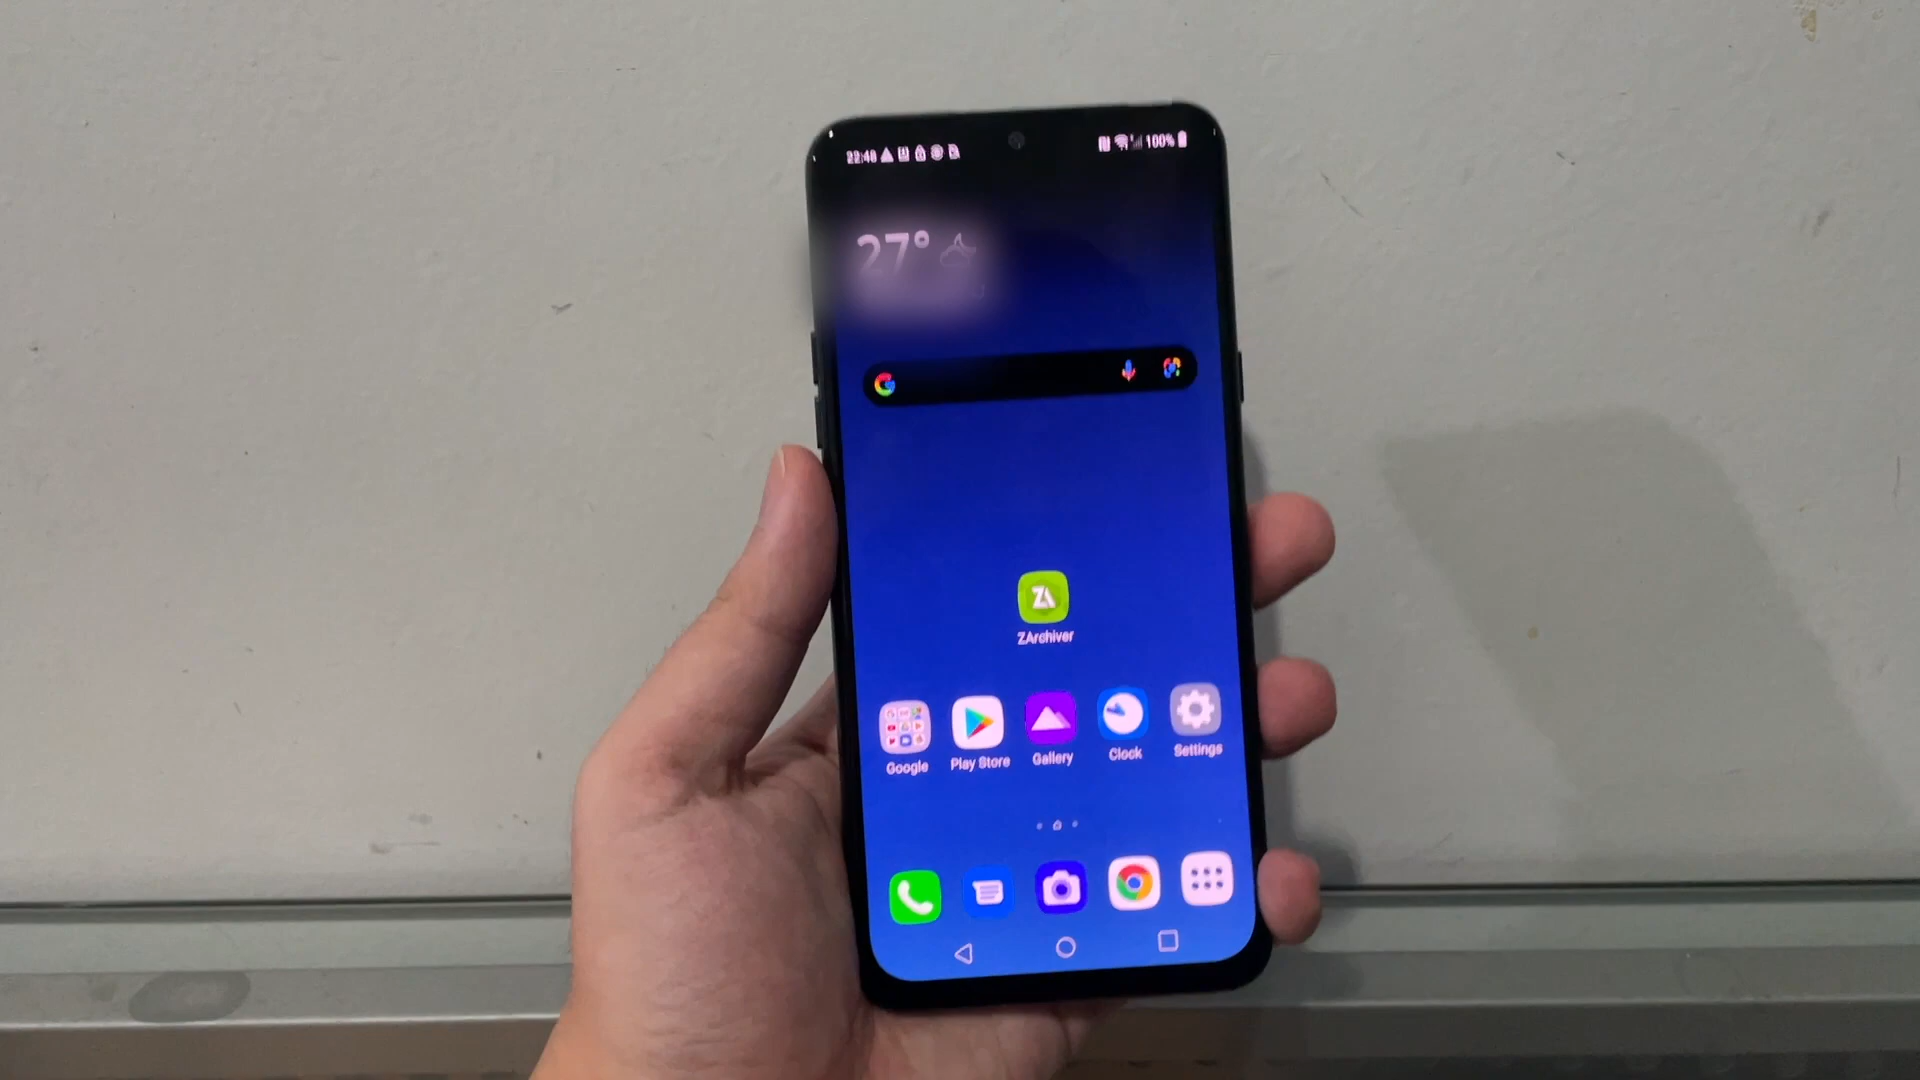 22:48
100%
27°
ZArchiver
Google
Play Store
Gallery
Clock
Settings